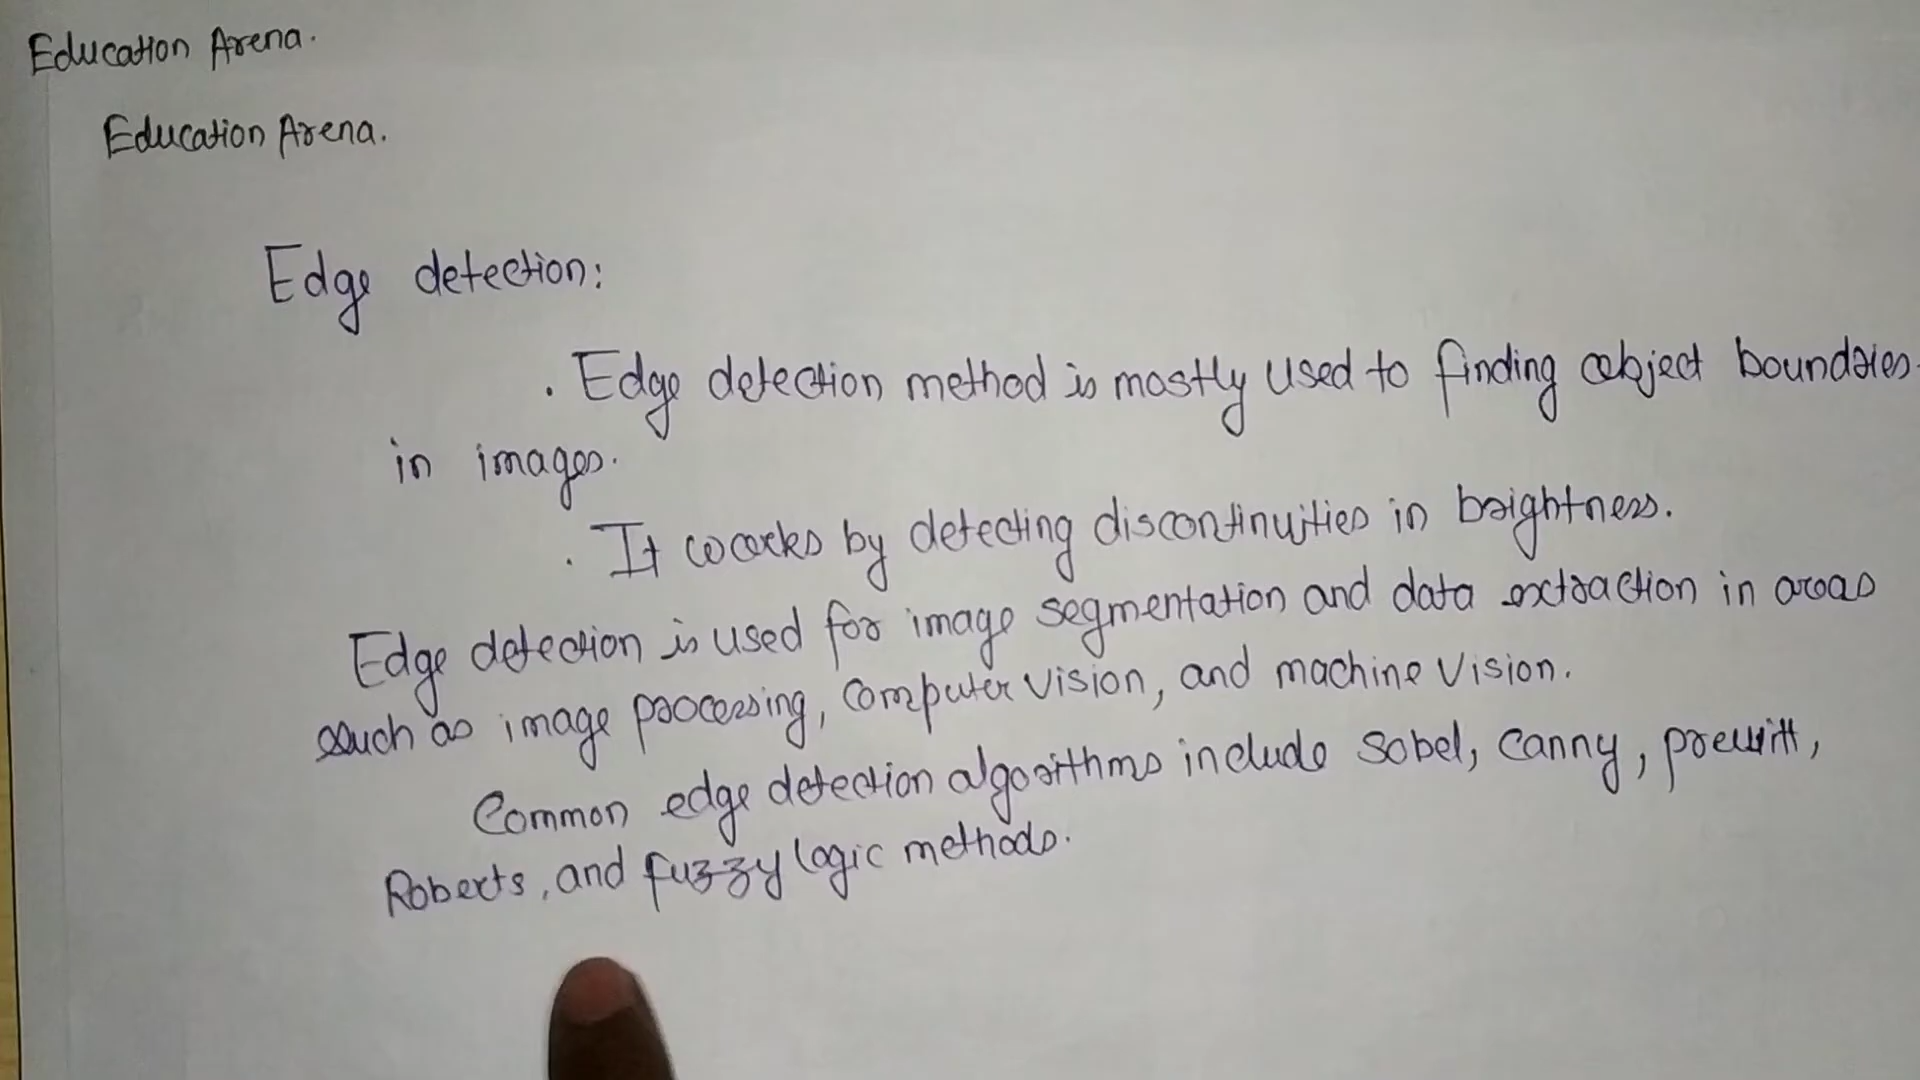 Education Arena.
Education Arena.
Edge detection:
. Edge detection method is mostly used to finding object boundries
in images.
. It works by detecting discontinuities in brightness.
Edge detection is used for image segmentation and data extraction in areas
such as image processing, computer vision, and machine vision.
Common edge detection algorithms include sobel, canny, prewitt,
Roberts, and fuzzy logic methods.